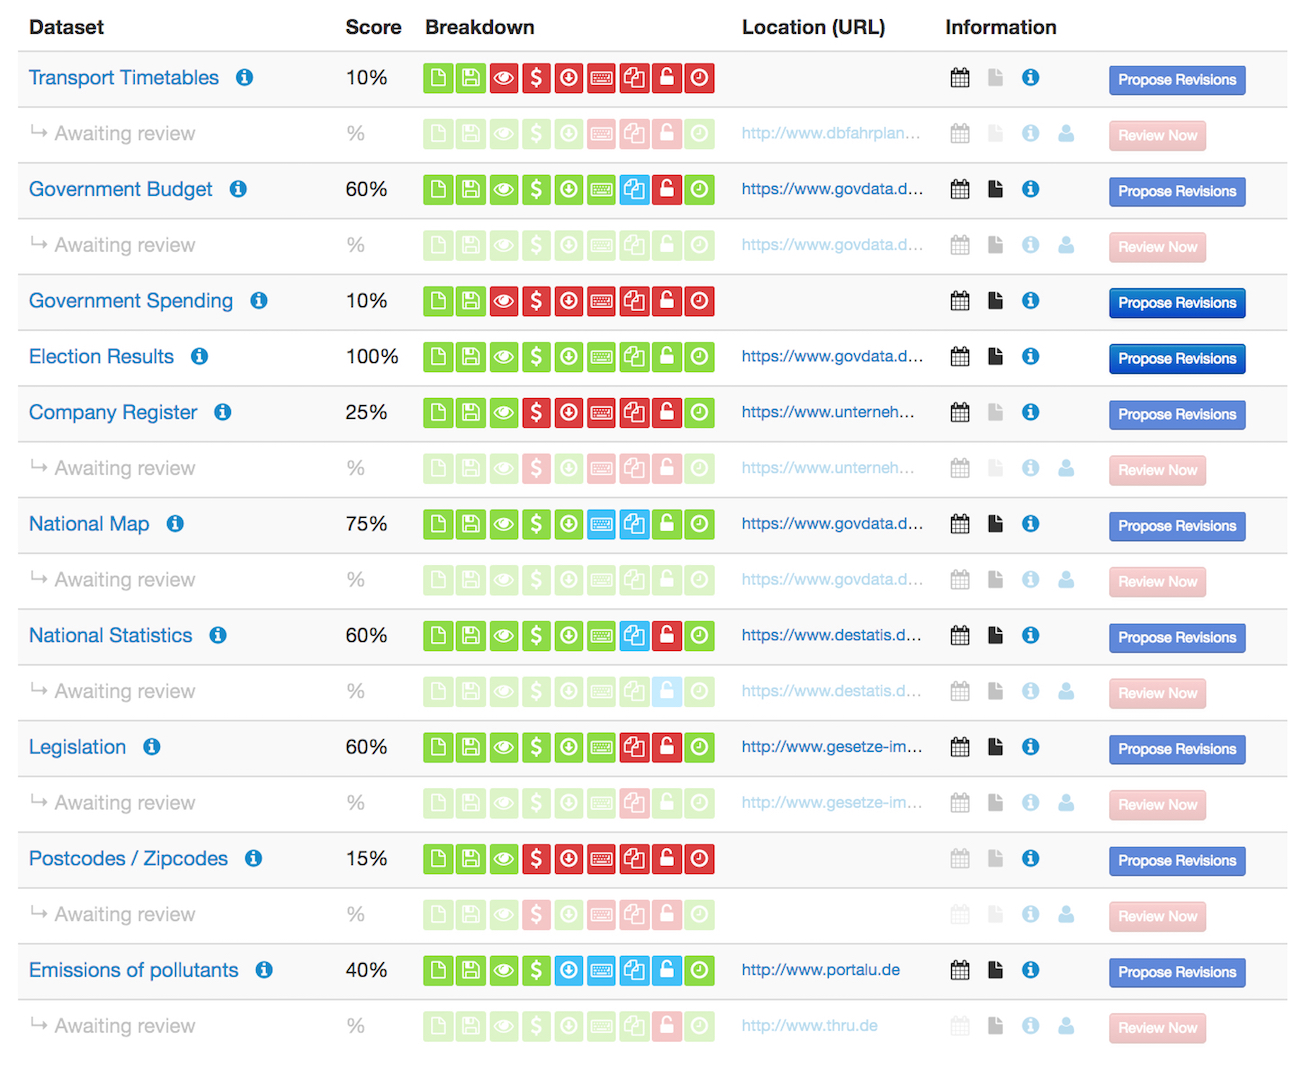 Dataset Score Breakdown Location (URL) Information
Transport Timetables 10% Propose Revisions
Awaiting review % http://www.dbfahrplan... Review Now
Government Budget 60% https://www.govdata.d... Propose Revisions
Awaiting review % https://www.govdata.d... Review Now
Government Spending 10% Propose Revisions
Election Results 100% https://www.govdata.d... Propose Revisions
Company Register 25% https://www.unterneh... Propose Revisions
Awaiting review % https://www.unterneh... Review Now
National Map 75% https://www.govdata.d... Propose Revisions
Awaiting review % https://www.govdata.d... Review Now
National Statistics 60% https://www.destatis.d... Propose Revisions
Awaiting review % https://www.destatis.d... Review Now
Legislation 60% http://www.gesetze-im... Propose Revisions
Awaiting review % http://www.gesetze-im... Review Now
Postcodes / Zipcodes 15% Propose Revisions
Awaiting review % Review Now
Emissions of pollutants 40% http://www.portalu.de Propose Revisions
Awaiting review % http://www.thru.de Review Now